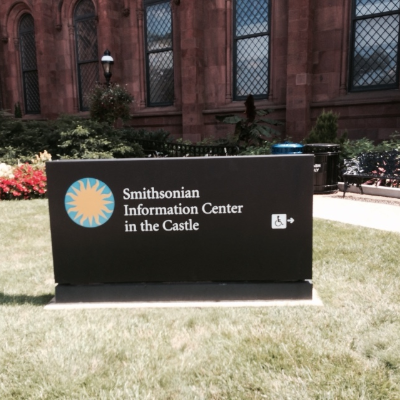 Smithsonian
Information Center
in the Castle